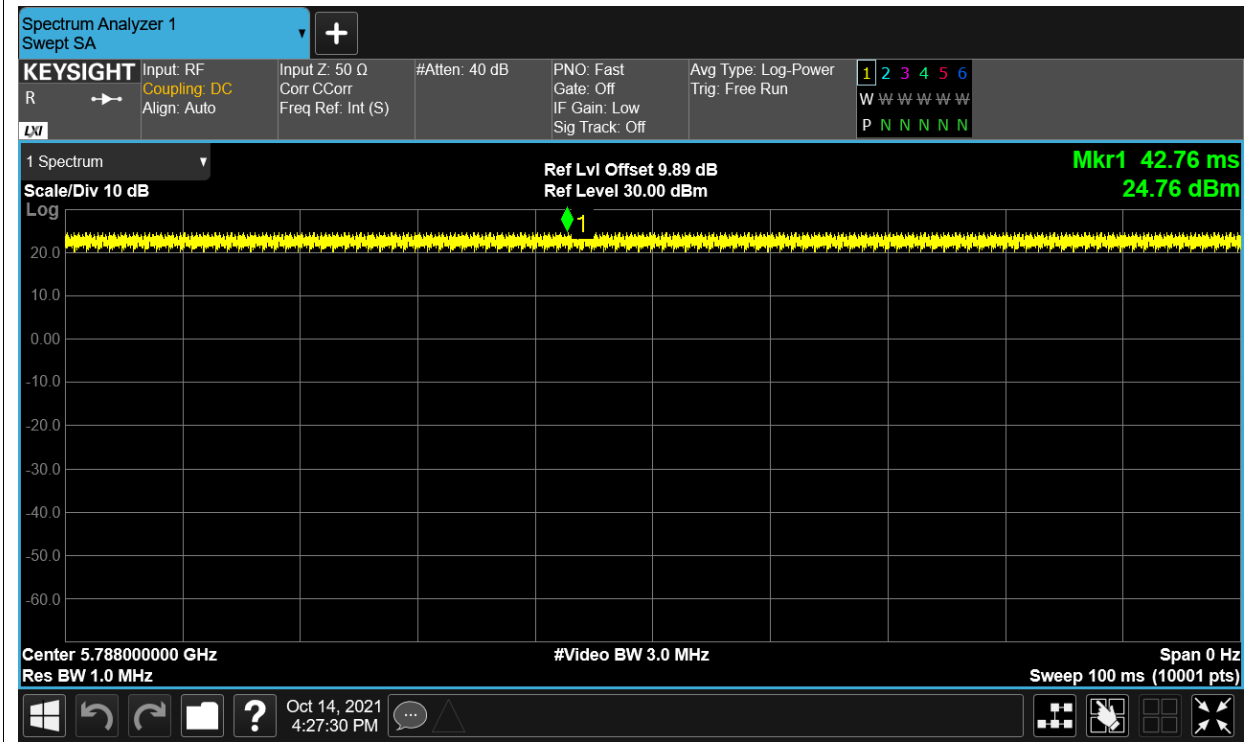 Spectrum Analyzer 1
Swept SA
KEYSIGHT
R
LXI
Input: RF
Coupling: DC
Align: Auto
Input Z: 50 Ω
Corr CCorr
Freq Ref: Int (S)
#Atten: 40 dB
PNO: Fast
Gate: Off
IF Gain: Low
Sig Track: Off
Avg Type: Log-Power
Trig: Free Run
1 2 3 4 5 6
W W W W W W
P N N N N N
1 Spectrum
Scale/Div 10 dB
Log
Ref Lvl Offset 9.89 dB
Ref Level 30.00 dBm
Mkr1 42.76 ms
24.76 dBm
1
20.0
10.0
0.00
-10.0
-20.0
-30.0
-40.0
-50.0
-60.0
Center 5.788000000 GHz
#Video BW 3.0 MHz
Span 0 Hz
Res BW 1.0 MHz
Sweep 100 ms (10001 pts)
?
Oct 14, 2021
4:27:30 PM